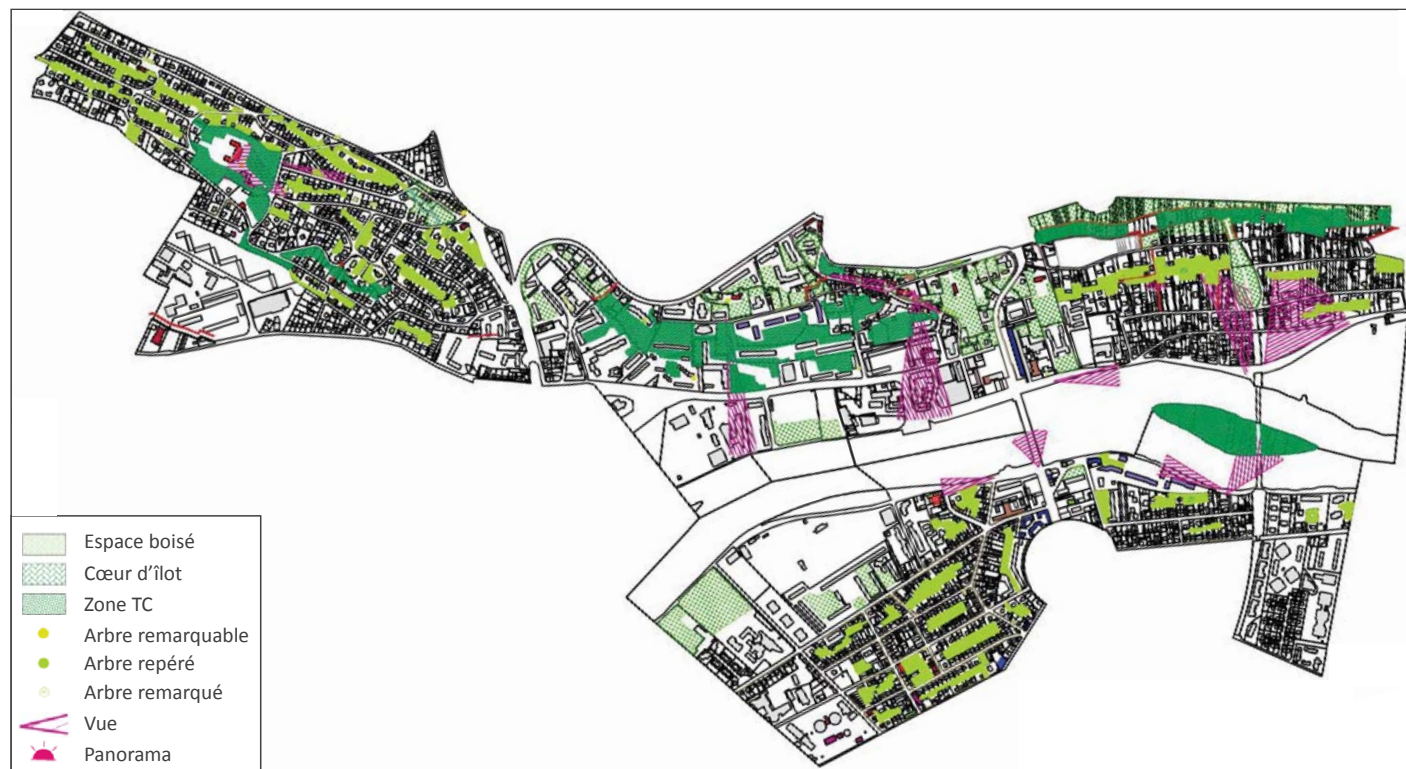 Espace boisé
Cœur d'îlot
Zone TC
Arbre remarquable
Arbre repéré
Arbre remarqué
Vue
Panorama